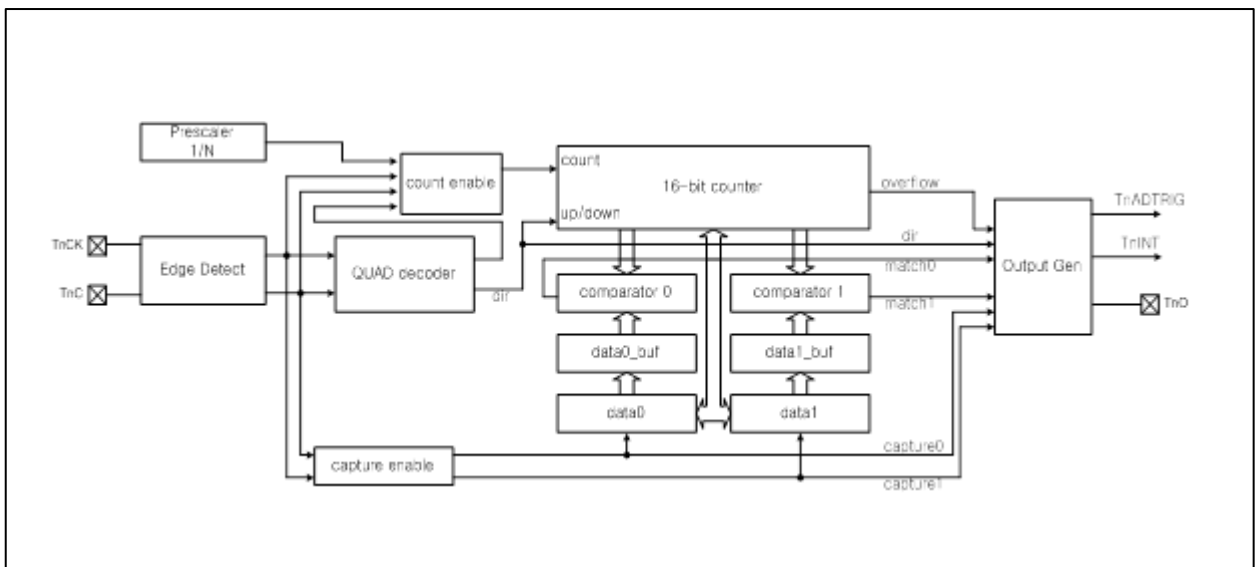 Prescaler
1/N
count enable
count
16-bit counter
up/down
overflow
TnADTRIG
TnCK
Edge Detect
QUAD decoder
dir
dir
match0
TnINT
Output Gen
TnC
comparator 0
comparator 1
match1
TnO
data0_buf
data1_buf
data0
data1
capture enable
capture0
capture1